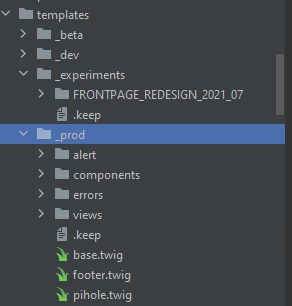 templates
_beta
_dev
_experiments
FRONTPAGE_REDESIGN_2021_07
.keep
_prod
alert
components
errors
views
.keep
base.twig
footer.twig
pihole.twig